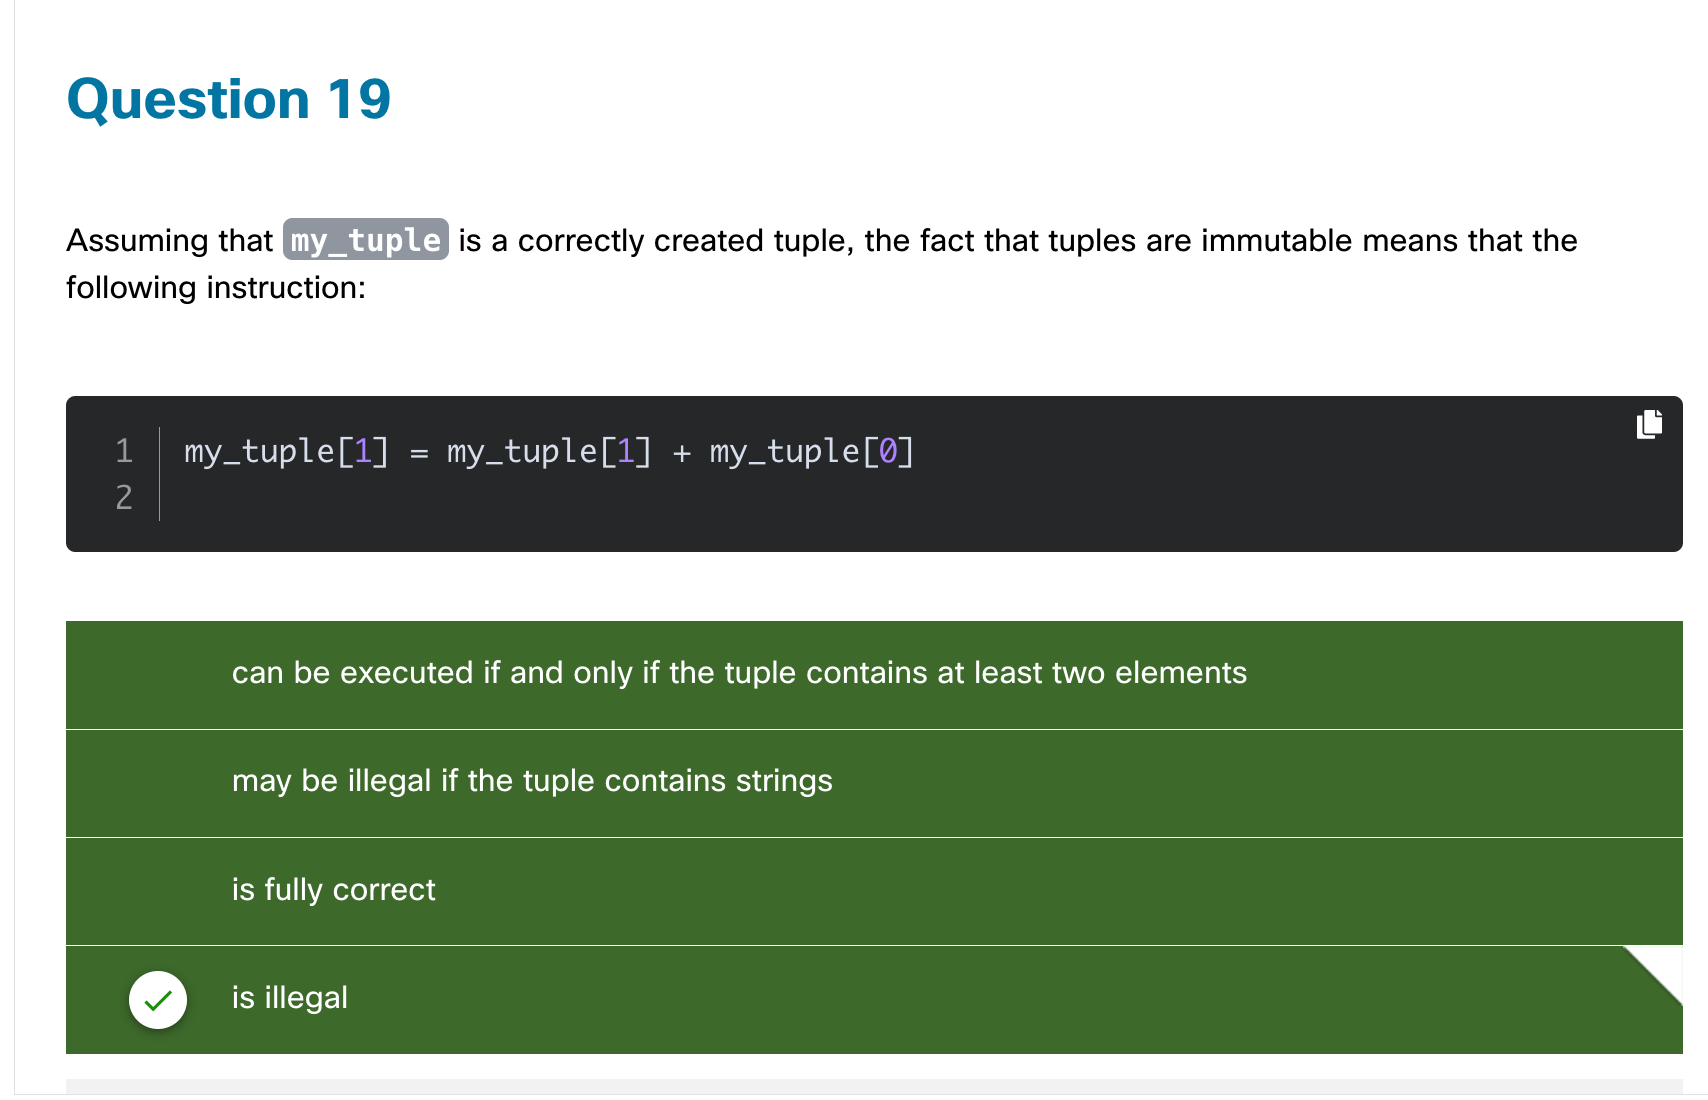 Question 19
Assuming that my_tuple is a correctly created tuple, the fact that tuples are immutable means that the
following instruction:
1 my_tuple[1] = my_tuple[1] + my_tuple[0]
2
can be executed if and only if the tuple contains at least two elements
may be illegal if the tuple contains strings
is fully correct
is illegal